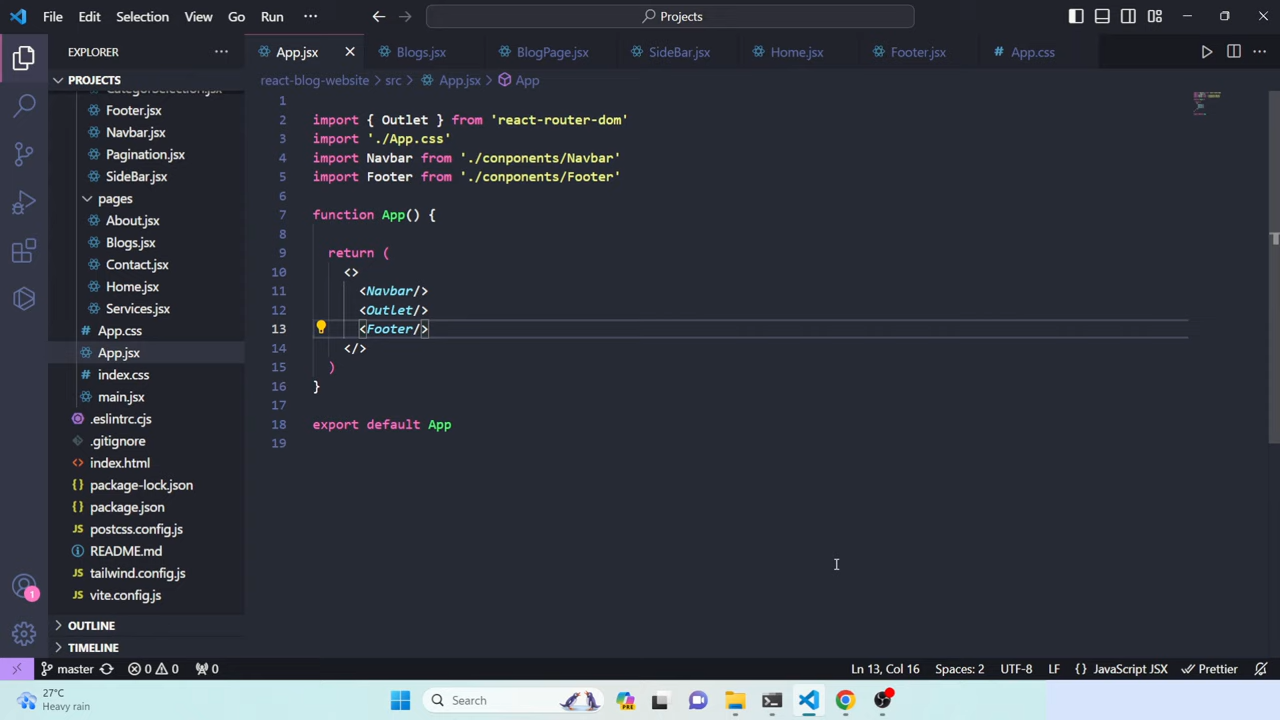 File Edit Selection View Go Run ··· Projects
EXPLORER ···
App.jsx Blogs.jsx BlogPage.jsx SideBar.jsx Home.jsx Footer.jsx App.css
PROJECTS
react-blog-website > src > App.jsx > App
CategorSelection.jsx
Footer.jsx
Navbar.jsx
Pagination.jsx
SideBar.jsx
pages
About.jsx
Blogs.jsx
Contact.jsx
Home.jsx
Services.jsx
App.css
App.jsx
index.css
main.jsx
.eslintrc.cjs
.gitignore
index.html
package-lock.json
package.json
postcss.config.js
README.md
tailwind.config.js
vite.config.js
OUTLINE
TIMELINE
1
2 import { Outlet } from 'react-router-dom'
3 import './App.css'
4 import Navbar from './conponents/Navbar'
5 import Footer from './conponents/Footer'
6
7 function App() {
8
9 return (
10 <>
11 <Navbar/>
12 <Outlet/>
13 <Footer/>
14 </>
15 )
16 }
17
18 export default App
19
1
master 0 0 0 Ln 13, Col 16 Spaces: 2 UTF-8 LF {} JavaScript JSX Prettier
27°C
Heavy rain
Search
PRE